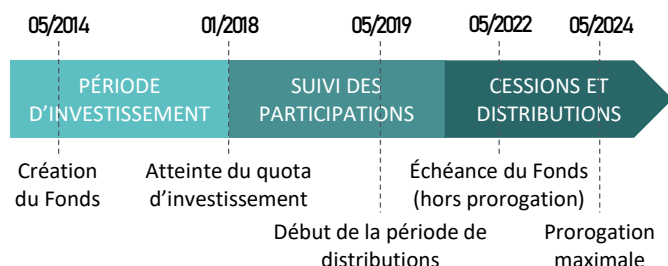 05/2014
01/2018
05/2019
05/2022
05/2024
PÉRIODE
D'INVESTISSEMENT
SUIVI DES
PARTICIPATIONS
CESSIONS ET
DISTRIBUTIONS
Création
du Fonds
Atteinte du quota
d'investissement
Échéance du Fonds
(hors prorogation)
Début de la période de
distributions
Prorogation
maximale